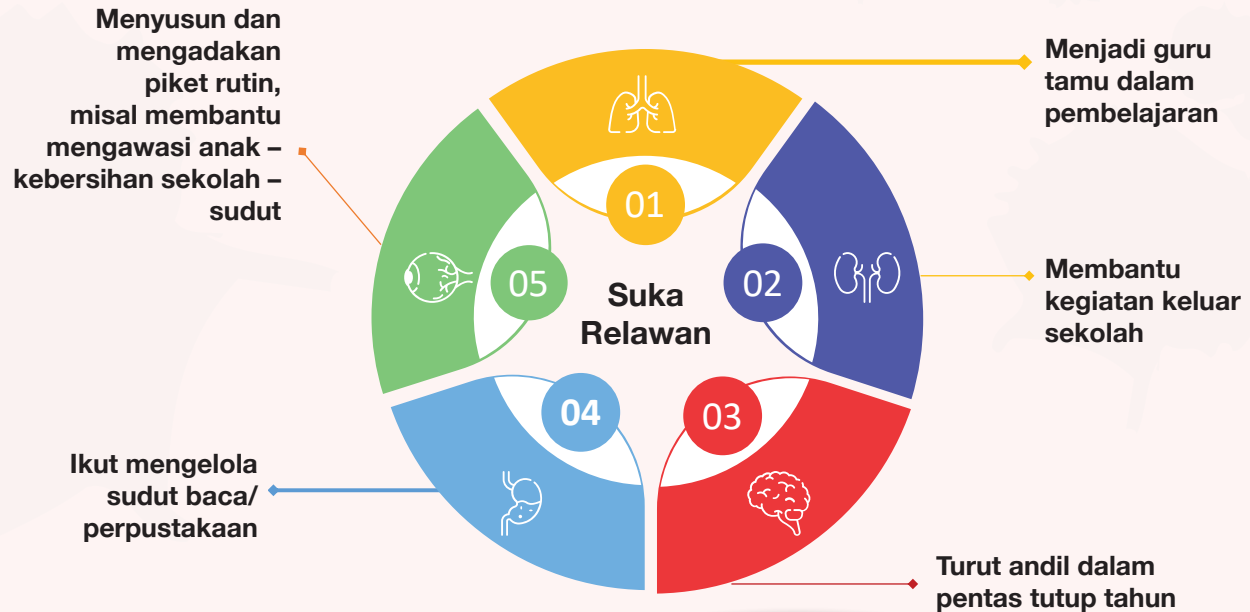 Menyusun dan
mengadakan
piket rutin,
misal membantu
mengawasi anak –
kebersihan sekolah –
sudut
Menjadi guru
tamu dalam
pembelajaran
01
05
02
Suka
Relawan
Membantu
kegiatan keluar
sekolah
04
03
Ikut mengelola
sudut baca/
perpustakaan
Turut andil dalam
pentas tutup tahun